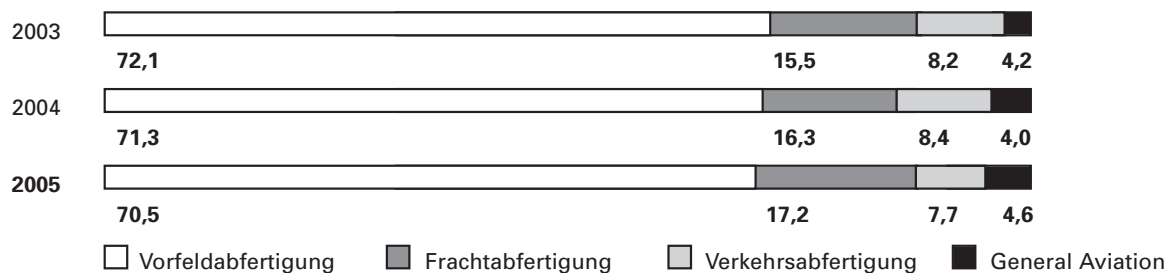 2003
72,1 15,5 8,2 4,2
2004
71,3 16,3 8,4 4,0
2005
70,5 17,2 7,7 4,6
Vorfeldabfertigung Frachtabfertigung Verkehrsabfertigung General Aviation